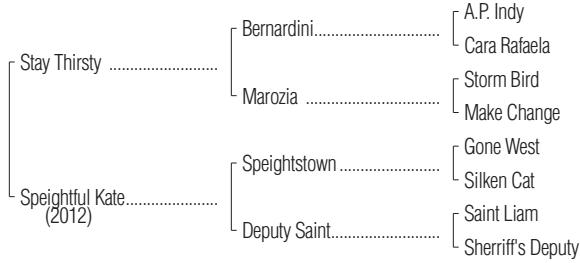 A.P. Indy
Bernardini
Cara Rafaela
Stay Thirsty
Storm Bird
Marozia
Make Change
Gone West
Speightstown
Silken Cat
Speightful Kate
(2012)
Saint Liam
Deputy Saint
Sherriff's Deputy